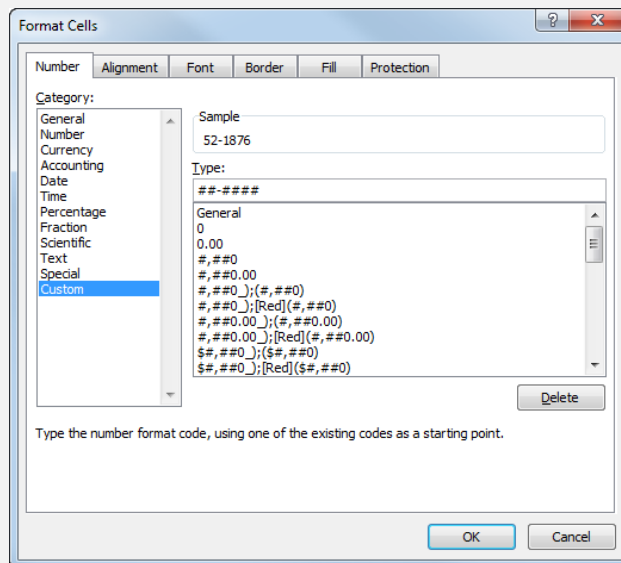 Format Cells
Number Alignment Font Border Fill Protection
Category:
General
Number
Currency
Accounting
Date
Time
Percentage
Fraction
Scientific
Text
Special
Custom
Sample
52-1876
Type:
##-####
General
0
0.00
#,##0
#,##0.00
#,##0_);(#,##0)
#,##0_);[Red](#,##0)
#,##0.00_);(#,##0.00)
#,##0.00_);[Red](#,##0.00)
$#,##0_);($#,##0)
$#,##0_);[Red]($#,##0)
Delete
Type the number format code, using one of the existing codes as a starting point.
OK Cancel